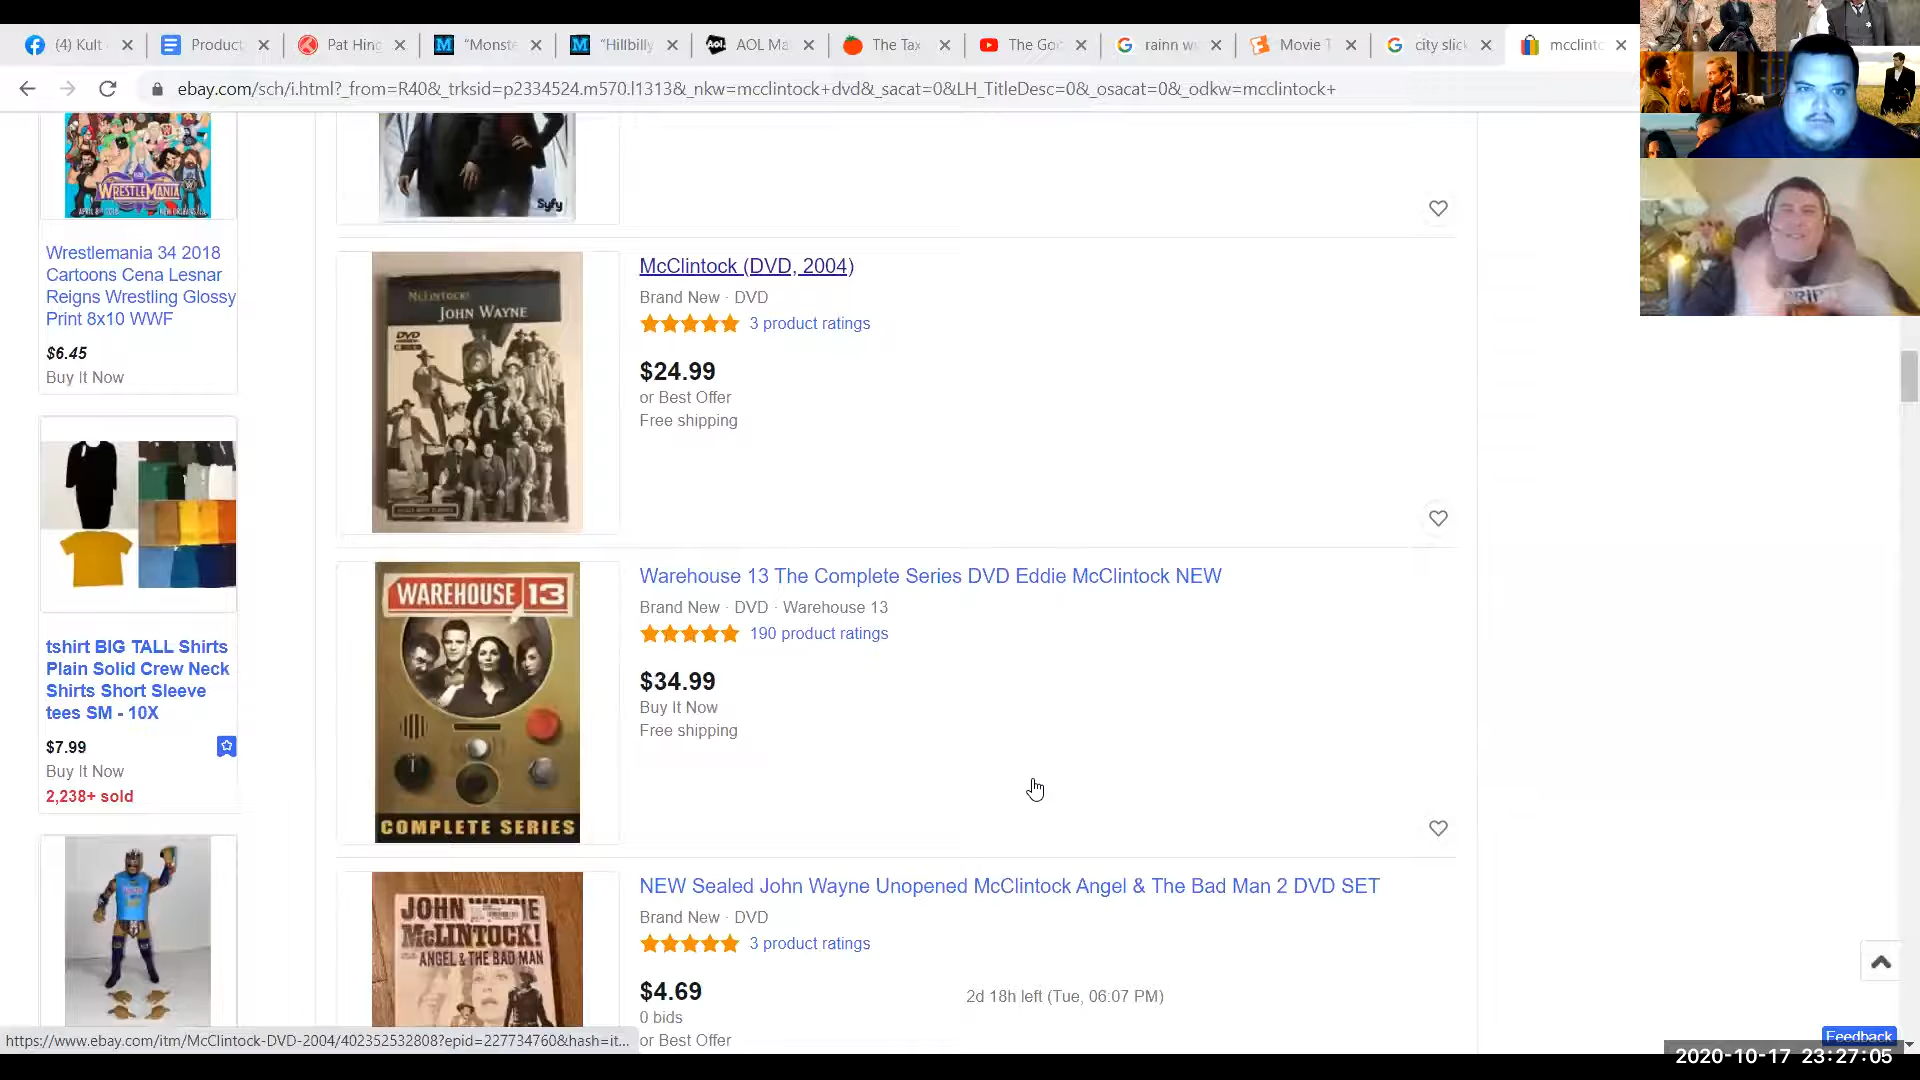 (4) Kult
Product
Pat Hing
"Monste
"Hillbilly
Aol.
AOL Ma
The Tax
The Go
rainn w
Movie T
city slic
mcclint
ebay.com/sch/i.html?_from=R40&_trksid=p2334524.m570.l1313&_nkw=mcclintock+dvd&_sacat=0&LH_TitleDesc=0&_osacat=0&_odkw=mcclintock+
WRESTLEMANIA
Syfy
Wrestlemania 34 2018
Cartoons Cena Lesnar
Reigns Wrestling Glossy
Print 8x10 WWF
$6.45
Buy It Now
tshirt BIG TALL Shirts
Plain Solid Crew Neck
Shirts Short Sleeve
tees SM - 10X
$7.99
Buy It Now
2,238+ sold
McLINTOCK!
JOHN WAYNE
DVD
McClintock (DVD, 2004)
Brand New · DVD
3 product ratings
$24.99
or Best Offer
Free shipping
WAREHOUSE 13
COMPLETE SERIES
Warehouse 13 The Complete Series DVD Eddie McClintock NEW
Brand New · DVD · Warehouse 13
190 product ratings
$34.99
Buy It Now
Free shipping
JOHN WAYNE
McLINTOCK!
ANGEL & THE BAD MAN
NEW Sealed John Wayne Unopened McClintock Angel & The Bad Man 2 DVD SET
Brand New · DVD
3 product ratings
$4.69
2d 18h left (Tue, 06:07 PM)
0 bids
or Best Offer
https://www.ebay.com/itm/McClintock-DVD-2004/402352532808?epid=227734760&hash=it...
Feedback
2020-10-17 23:27:05